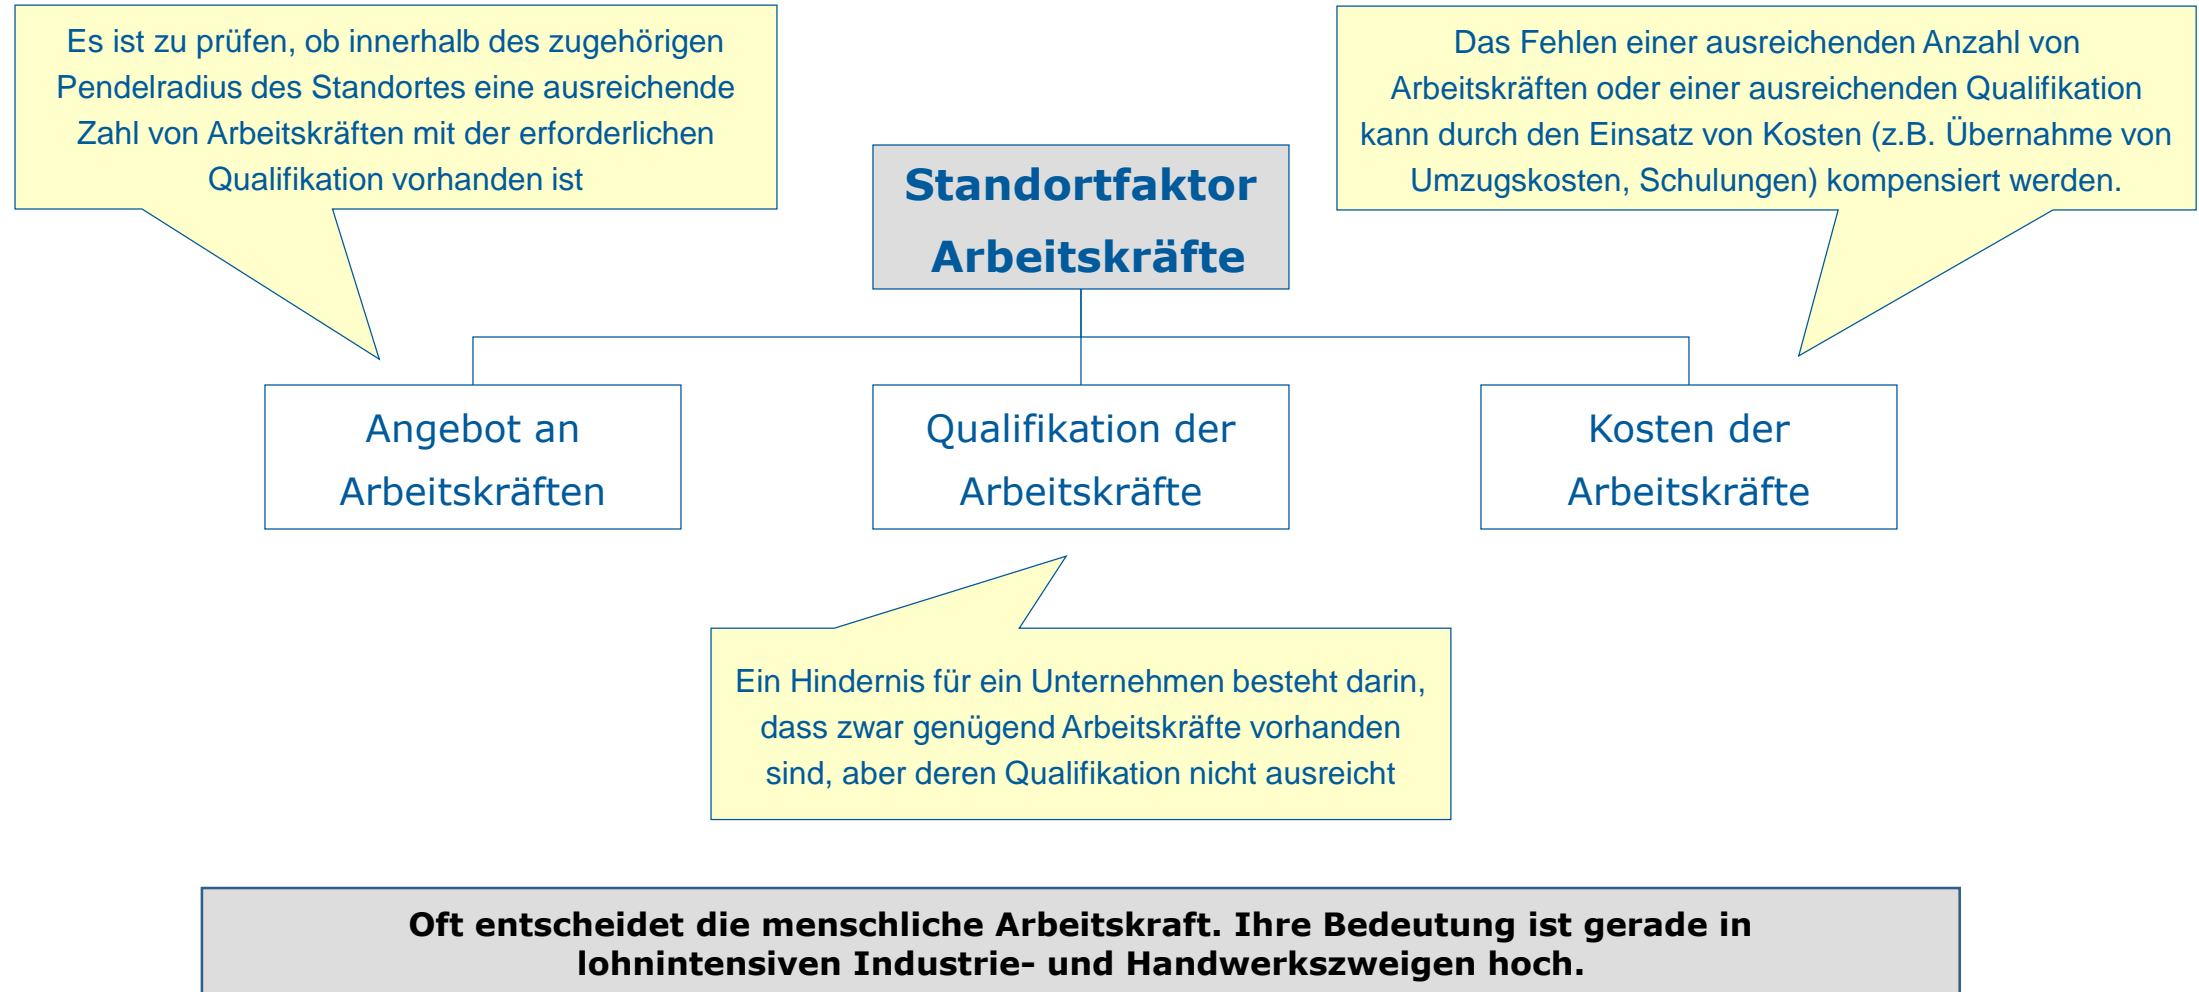 Es ist zu prüfen, ob innerhalb des zugehörigen
Pendelradius des Standortes eine ausreichende
Zahl von Arbeitskräften mit der erforderlichen
Qualifikation vorhanden ist
Das Fehlen einer ausreichenden Anzahl von
Arbeitskräften oder einer ausreichenden Qualifikation
kann durch den Einsatz von Kosten (z.B. Übernahme von
Umzugskosten, Schulungen) kompensiert werden.
Standortfaktor
Arbeitskräfte
Angebot an
Arbeitskräften
Qualifikation der
Arbeitskräfte
Kosten der
Arbeitskräfte
Ein Hindernis für ein Unternehmen besteht darin,
dass zwar genügend Arbeitskräfte vorhanden
sind, aber deren Qualifikation nicht ausreicht
Oft entscheidet die menschliche Arbeitskraft. Ihre Bedeutung ist gerade in
lohnintensiven Industrie- und Handwerkszweigen hoch.